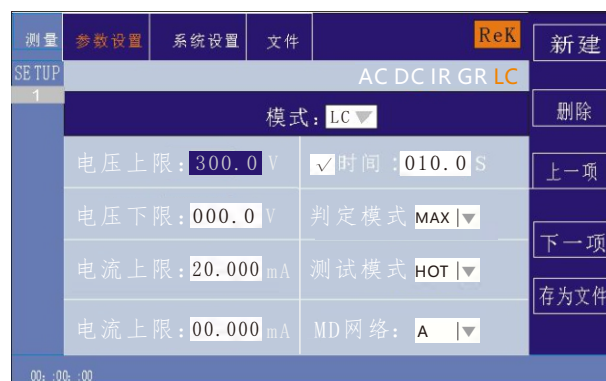 测量 参数设置 系统设置 文件 ReK 新建
SETUP AC DC IR GR LC
1
模式：LC
删除
电压上限：300.0 V √时间：010.0 S
上一项
电压下限：000.0 V 判定模式 MAX
下一项
电流上限：20.000 mA 测试模式 HOT
存为文件
电流上限：00.000 mA MD网络： A
00: :00: :00